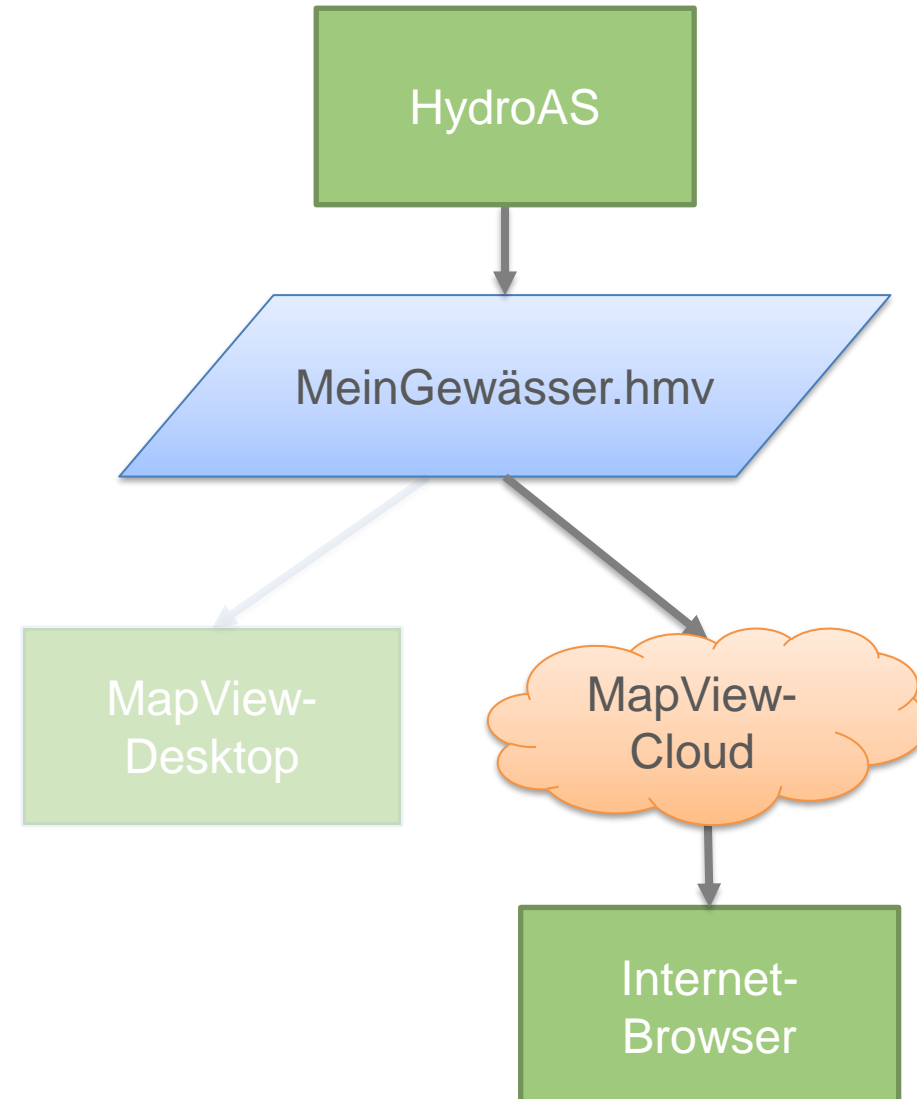 HydroAS
MeinGewässer.hmv
MapView-
Desktop
MapView-
Cloud
Internet-
Browser